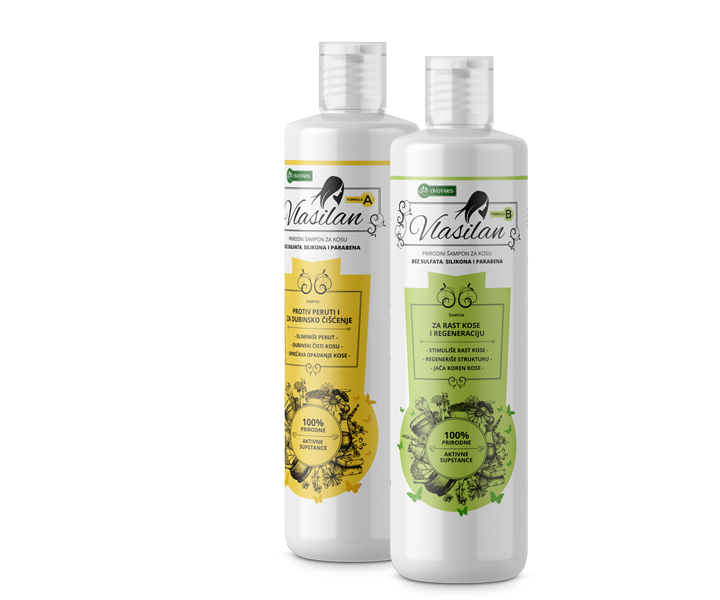 OVOTARIS
FORMULA A
Vlasilan
PRIRODNI ŠAMPON ZA KOSU
BEZ SULFATA, SILIKONA I PARABENA
ŠAMPON
PROTIV PERUTI I
ZA DUBINSKO ČIŠĆENJE
- ELIMINIŠE PERUT -
- DUBINSKI ČISTI KOSU -
- SPREČAVA OPADANJE KOSE -
100%
PRIRODNE
AKTIVNE
SUPSTANCE
OVOTARIS
FORMULA B
Vlasilan
PRIRODNI ŠAMPON ZA KOSU
BEZ SULFATA, SILIKONA I PARABENA
ŠAMPON
ZA RAST KOSE
I REGENERACIJU
- STIMULIŠE RAST KOSE -
- REGENERIŠE STRUKTURU -
- JAČA KOREN KOSE -
100%
PRIRODNE
AKTIVNE
SUPSTANCE